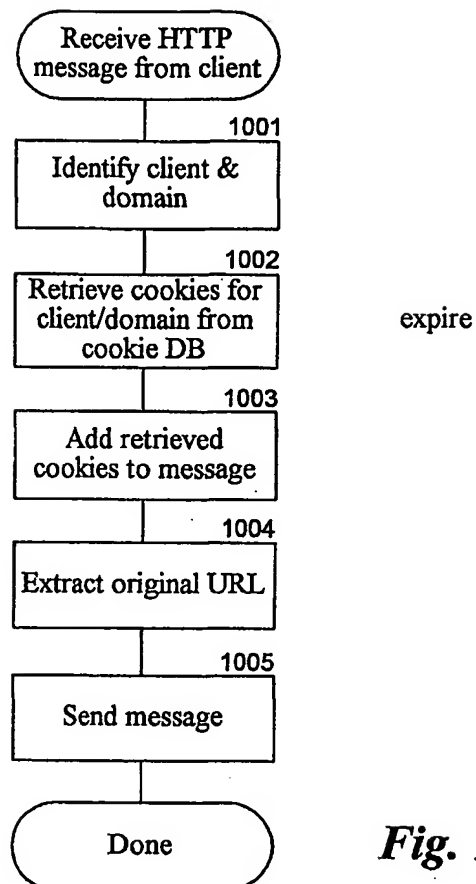 Receive HTTP
message from client
1001
Identify client &
domain
1002
Retrieve cookies for
client/domain from
cookie DB
expire
1003
Add retrieved
cookies to message
1004
Extract original URL
1005
Send message
Done
Fig.